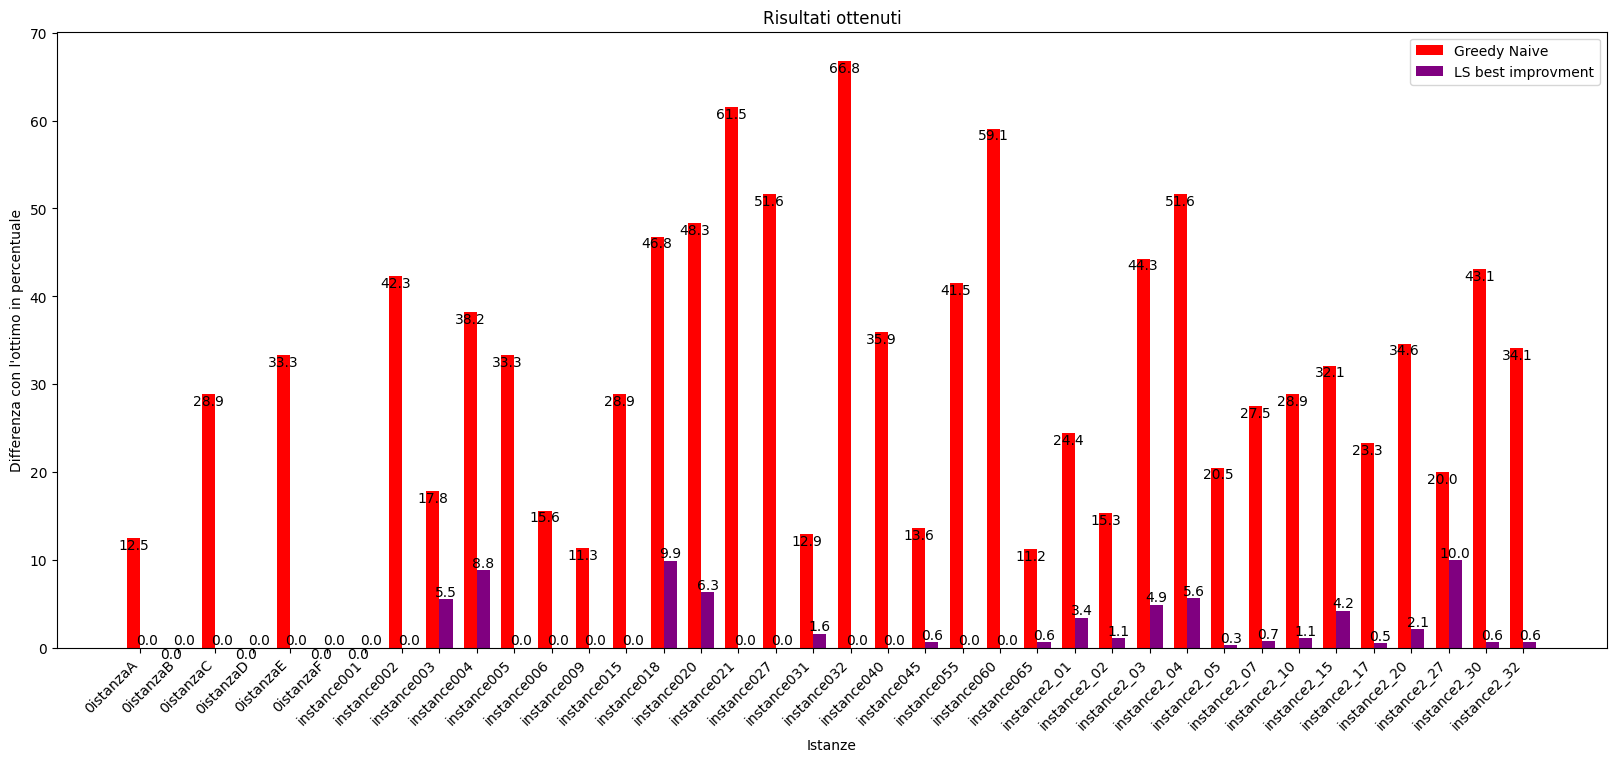 Risultati ottenuti
Greedy Naive
LS best improvment
Differenza con l'ottimo in percentuale
70
60
50
40
30
20
10
0
12.5 0.0
0.0 0.0
28.9 0.0
0.0 0.0
33.3 0.0
0.0 0.0
0.0 0.0
42.3 0.0
17.8 5.5
38.2 8.8
33.3 0.0
15.6 0.0
11.3 0.0
28.9 0.0
46.8 9.9
48.3 6.3
61.5 0.0
51.6 0.0
12.9 1.6
66.8 0.0
35.9 0.0
13.6 0.6
41.5 0.0
59.1 0.0
11.2 0.6
24.4 3.4
15.3 1.1
44.3 4.9
51.6 5.6
20.5 0.3
27.5 0.7
28.9 1.1
32.1 4.2
23.3 0.5
34.6 2.1
20.0 10.0
43.1 0.6
34.1 0.6
0istanzaA
0istanzaB
0istanzaC
0istanzaD
0istanzaE
0istanzaF
instance001
instance002
instance003
instance004
instance005
instance006
instance009
instance015
instance018
instance020
instance021
instance027
instance031
instance032
instance040
instance045
instance055
instance060
instance065
instance2_01
instance2_02
instance2_03
instance2_04
instance2_05
instance2_07
instance2_10
instance2_15
instance2_17
instance2_20
instance2_27
instance2_30
instance2_32
Istanze